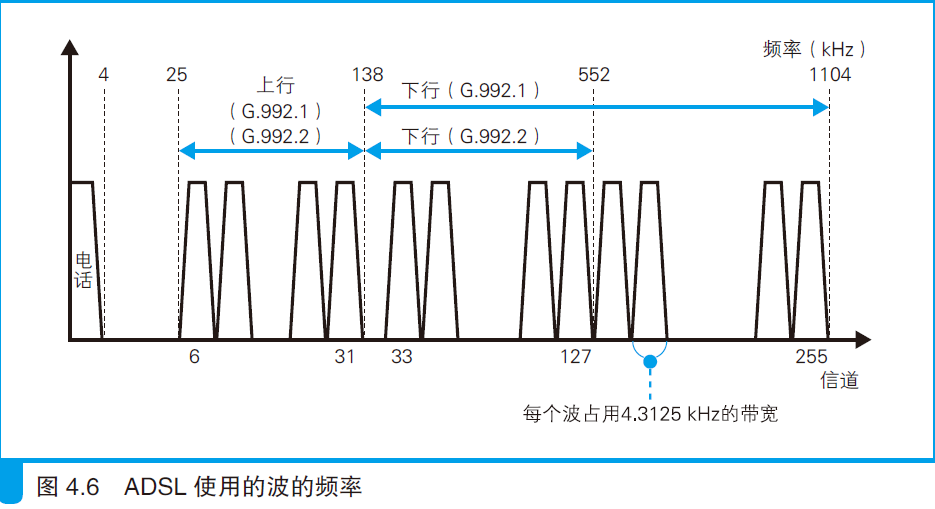 频率（kHz）
4
25
138
552
1104
上行
（G.992.1）
（G.992.2）
下行（G.992.1）
下行（G.992.2）
电
话
6
31
33
127
255
信道
每个波占用4.3125 kHz的带宽
图 4.6 ADSL 使用的波的频率